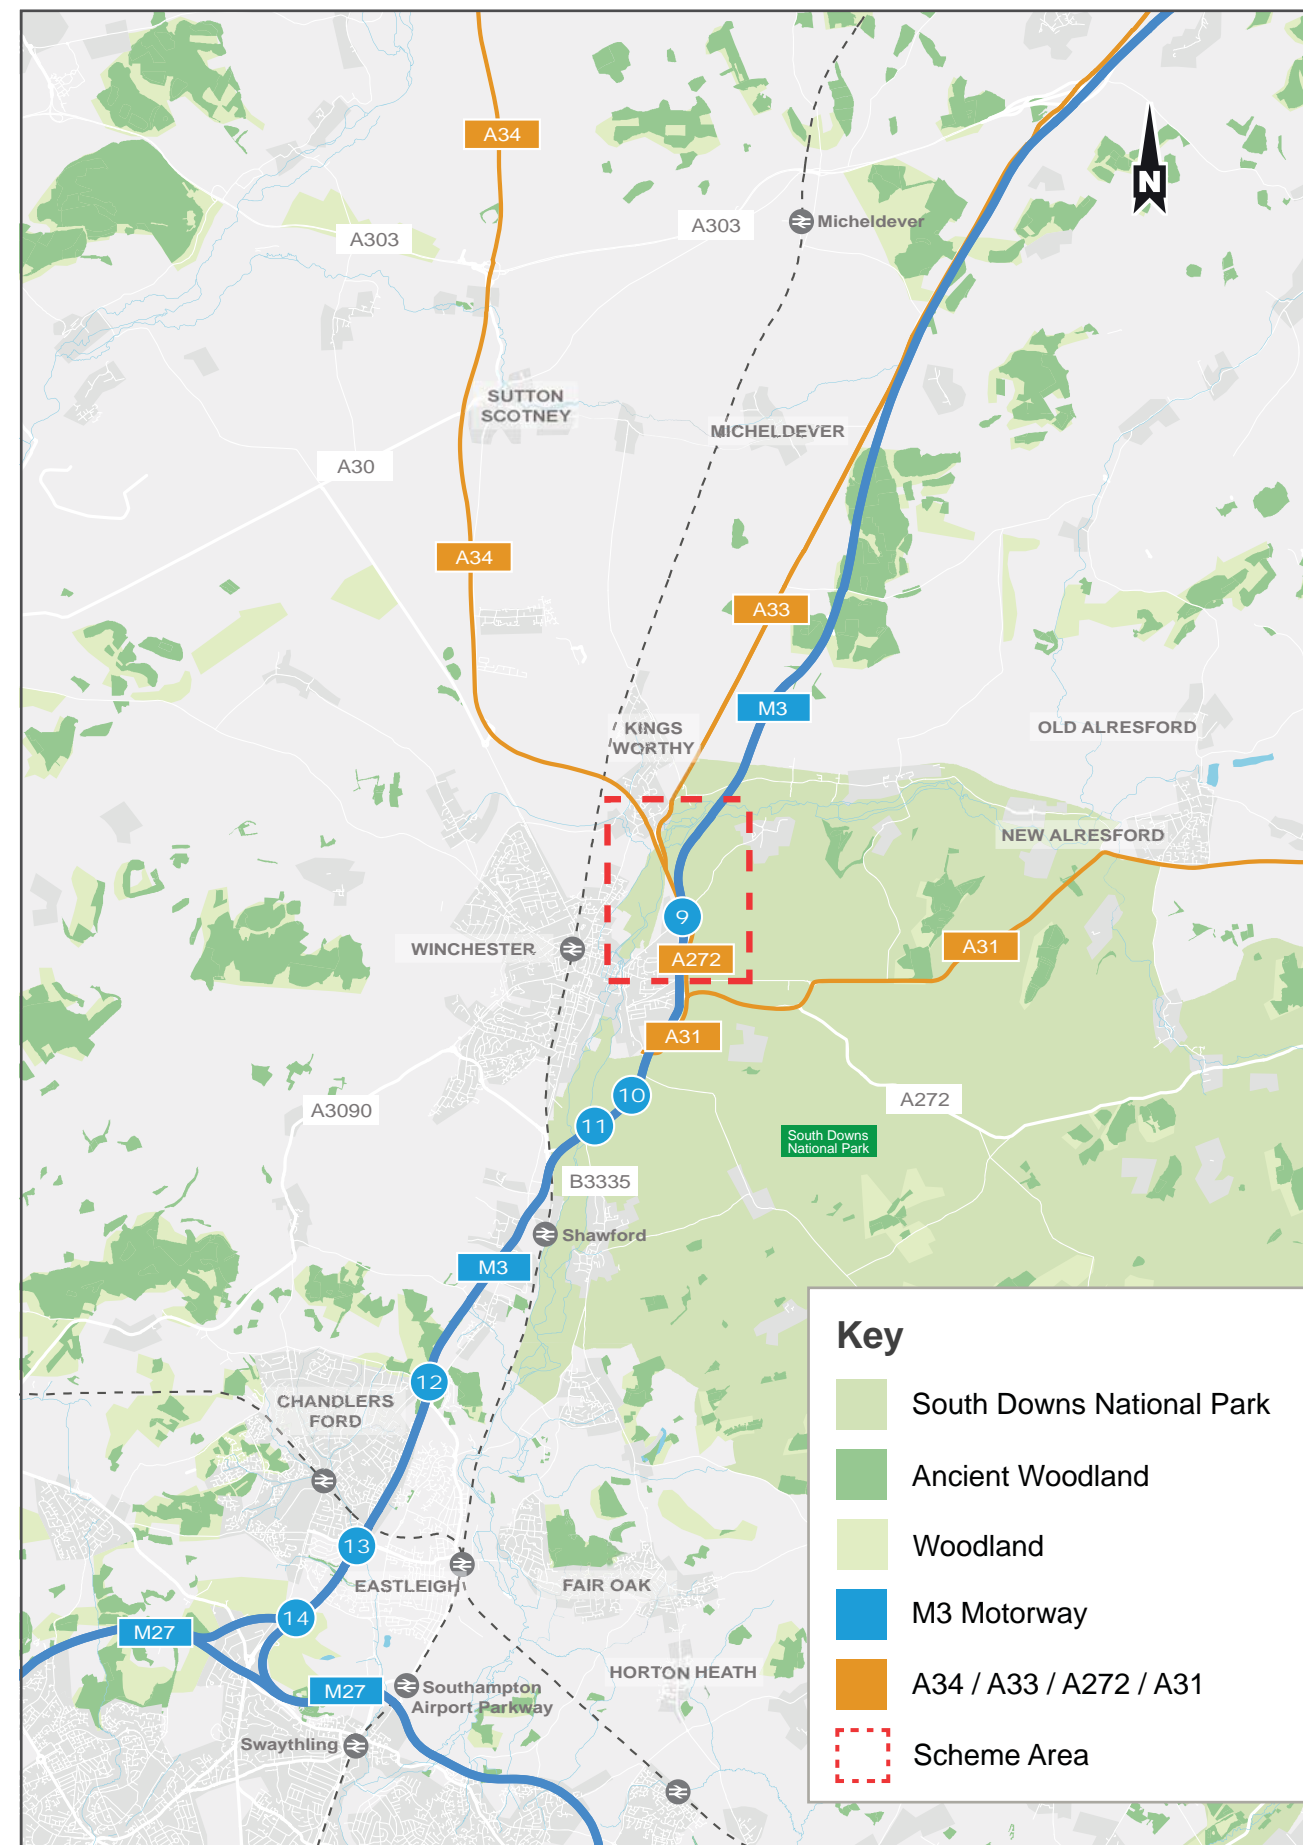 A34
N
Micheldever
A303
A303
SUTTON
SCOTNEY
MICHELDEVER
A30
A34
A33
M3
KINGS
WORTHY
OLD ALRESFORD
NEW ALRESFORD
9
WINCHESTER
A272
A31
A31
10
A272
A3090
11
South Downs
National Park
B3335
Shawford
M3
12
CHANDLERS
FORD
13
EASTLEIGH
FAIR OAK
14
M27
HORTON HEATH
M27
Southampton
Airport Parkway
Swaythling
Key
South Downs National Park
Ancient Woodland
Woodland
M3 Motorway
A34 / A33 / A272 / A31
Scheme Area